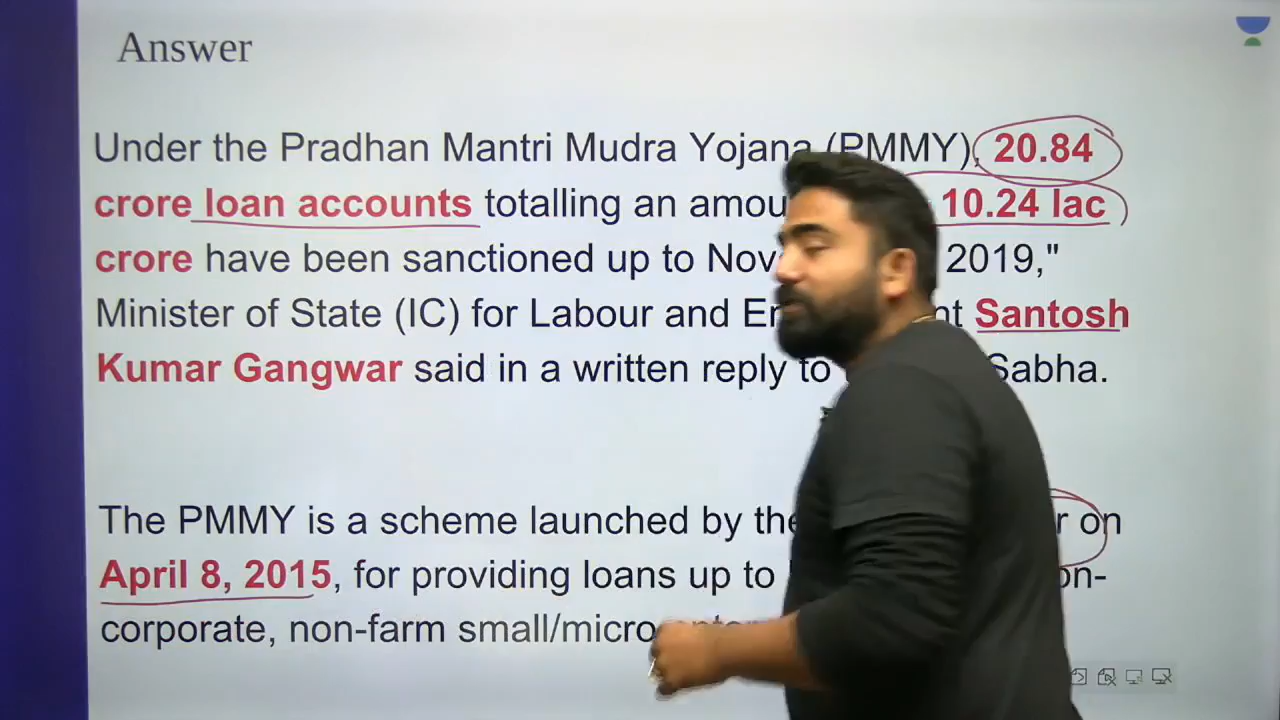 Answer
Under the Pradhan Mantri Mudra Yojana (PMMY), 20.84
crore loan accounts totalling an 10.24 lac
crore have been sanctioned up to 2019,"
Minister of State (IC) for Labour and Santosh
Kumar Gangwar said in a written reply to Sabha.
The PMMY is a scheme launched by the on
April 8, 2015, for providing loans up to
corporate, non-farm small/micro